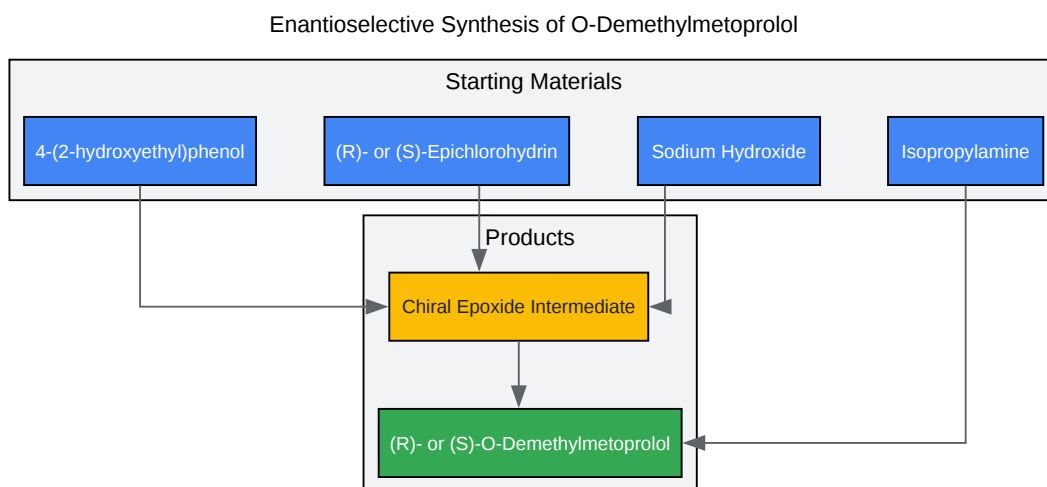 Enantioselective Synthesis of O-Demethylmetoprolol
Starting Materials
4-(2-hydroxyethyl)phenol
(R)- or (S)-Epichlorohydrin
Sodium Hydroxide
Isopropylamine
Products
Chiral Epoxide Intermediate
(R)- or (S)-O-Demethylmetoprolol